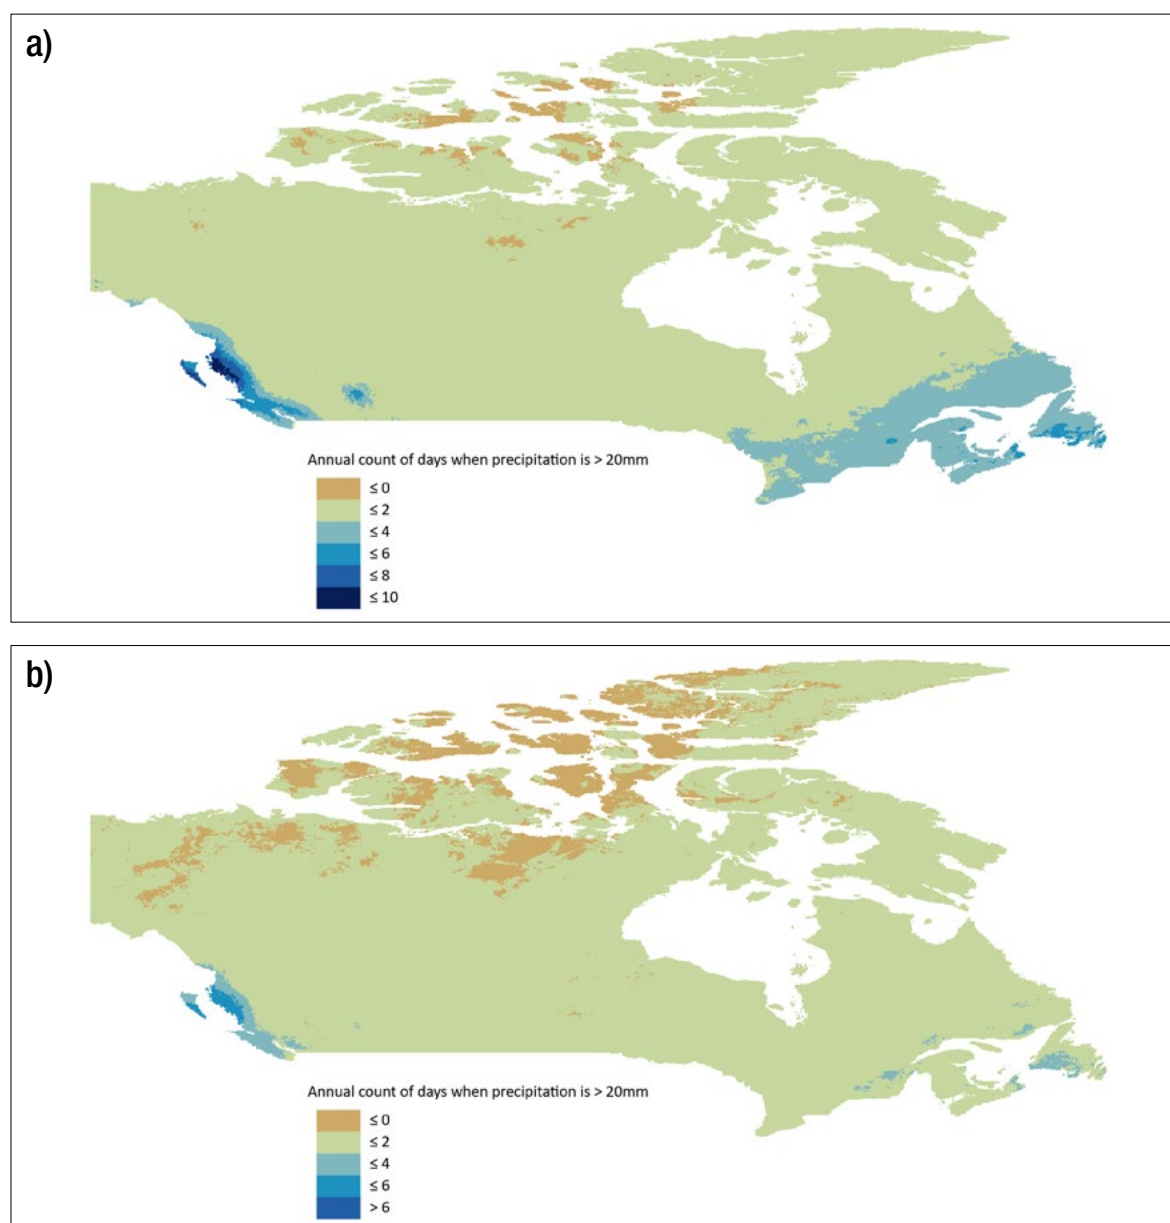 a)
Annual count of days when precipitation is > 20mm
≤ 0
≤ 2
≤ 4
≤ 6
≤ 8
≤ 10
b)
Annual count of days when precipitation is > 20mm
≤ 0
≤ 2
≤ 4
≤ 6
> 6